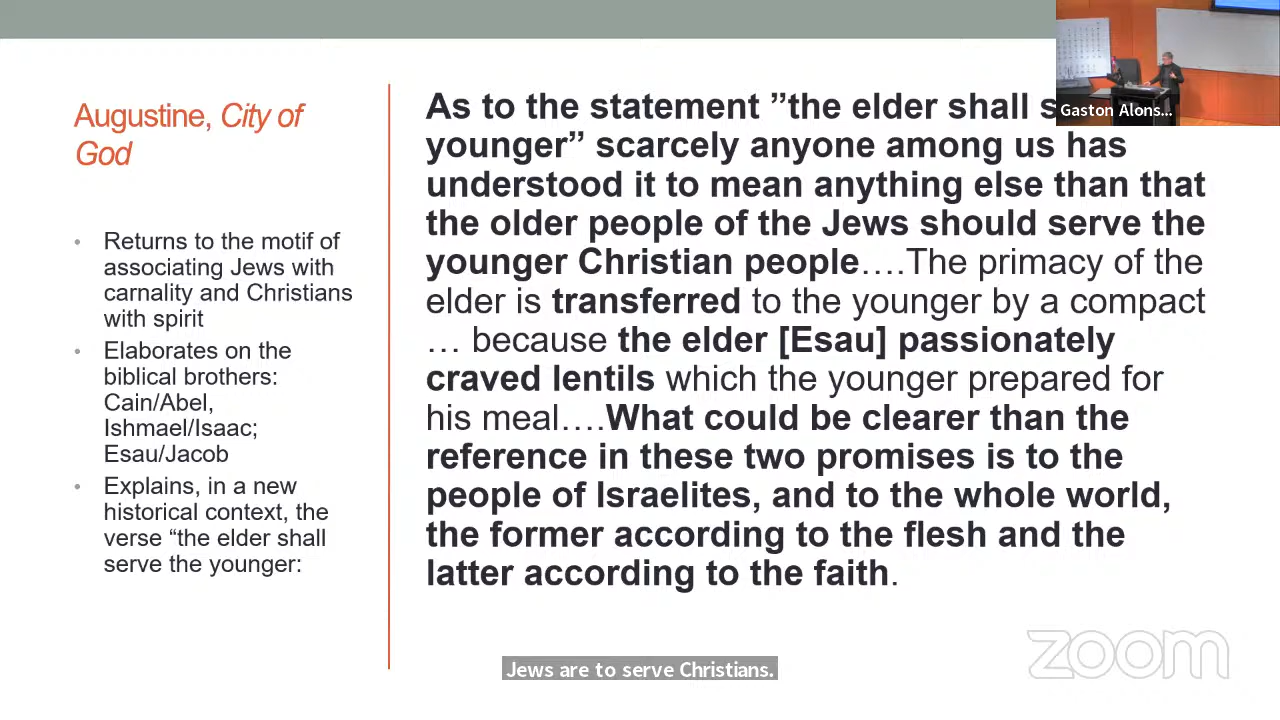 Augustine, City of
God
• Returns to the motif of
associating Jews with
carnality and Christians
with spirit
• Elaborates on the
biblical brothers:
Cain/Abel,
Ishmael/Isaac;
Esau/Jacob
• Explains, in a new
historical context, the
verse “the elder shall
serve the younger:
As to the statement ”the elder shall
younger” scarcely anyone among us has
understood it to mean anything else than that
the older people of the Jews should serve the
younger Christian people….The primacy of the
elder is transferred to the younger by a compact
… because the elder [Esau] passionately
craved lentils which the younger prepared for
his meal….What could be clearer than the
reference in these two promises is to the
people of Israelites, and to the whole world,
the former according to the flesh and the
latter according to the faith.
Gaston Alons...
zoom
Jews are to serve Christians.